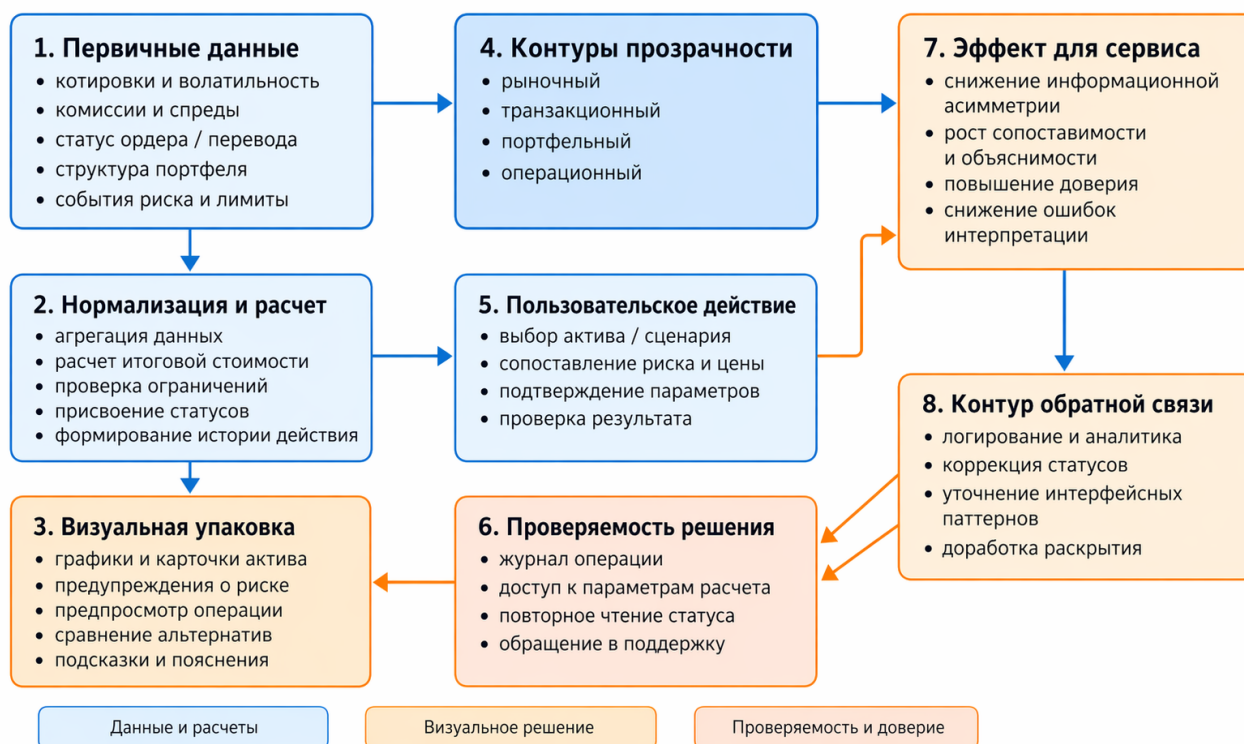 1. Первичные данные
• котировки и волатильность
• комиссии и спреды
• статус ордера / перевода
• структура портфеля
• события риска и лимиты
4. Контуры прозрачности
• рыночный
• транзакционный
• портфельный
• операционный
7. Эффект для сервиса
• снижение информационной
асимметрии
• рост сопоставимости
и объяснимости
• повышение доверия
• снижение ошибок
интерпретации
2. Нормализация и расчет
• агрегация данных
• расчет итоговой стоимости
• проверка ограничений
• присвоение статусов
• формирование истории действия
5. Пользовательское действие
• выбор актива / сценария
• сопоставление риска и цены
• подтверждение параметров
• проверка результата
8. Контур обратной связи
• логирование и аналитика
• коррекция статусов
• уточнение интерфейсных
паттернов
• доработка раскрытия
3. Визуальная упаковка
• графики и карточки актива
• предупреждения о риске
• предпросмотр операции
• сравнение альтернатив
• подсказки и пояснения
6. Проверяемость решения
• журнал операции
• доступ к параметрам расчета
• повторное чтение статуса
• обращение в поддержку
Данные и расчеты
Визуальное решение
Проверяемость и доверие